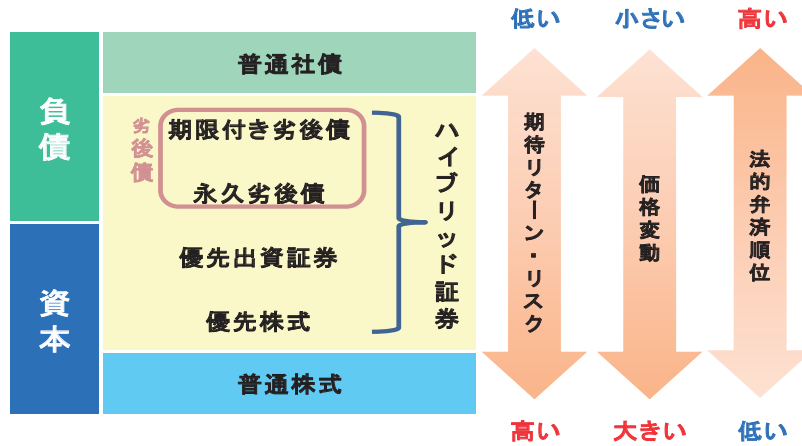 低い
小さい
高い
負債
資本
普通社債
劣後債
期限付き劣後債
永久劣後債
優先出資証券
優先株式
ハイブリッド証券
普通株式
期待リターン・リスク
価格変動
法的弁済順位
高い
大きい
低い